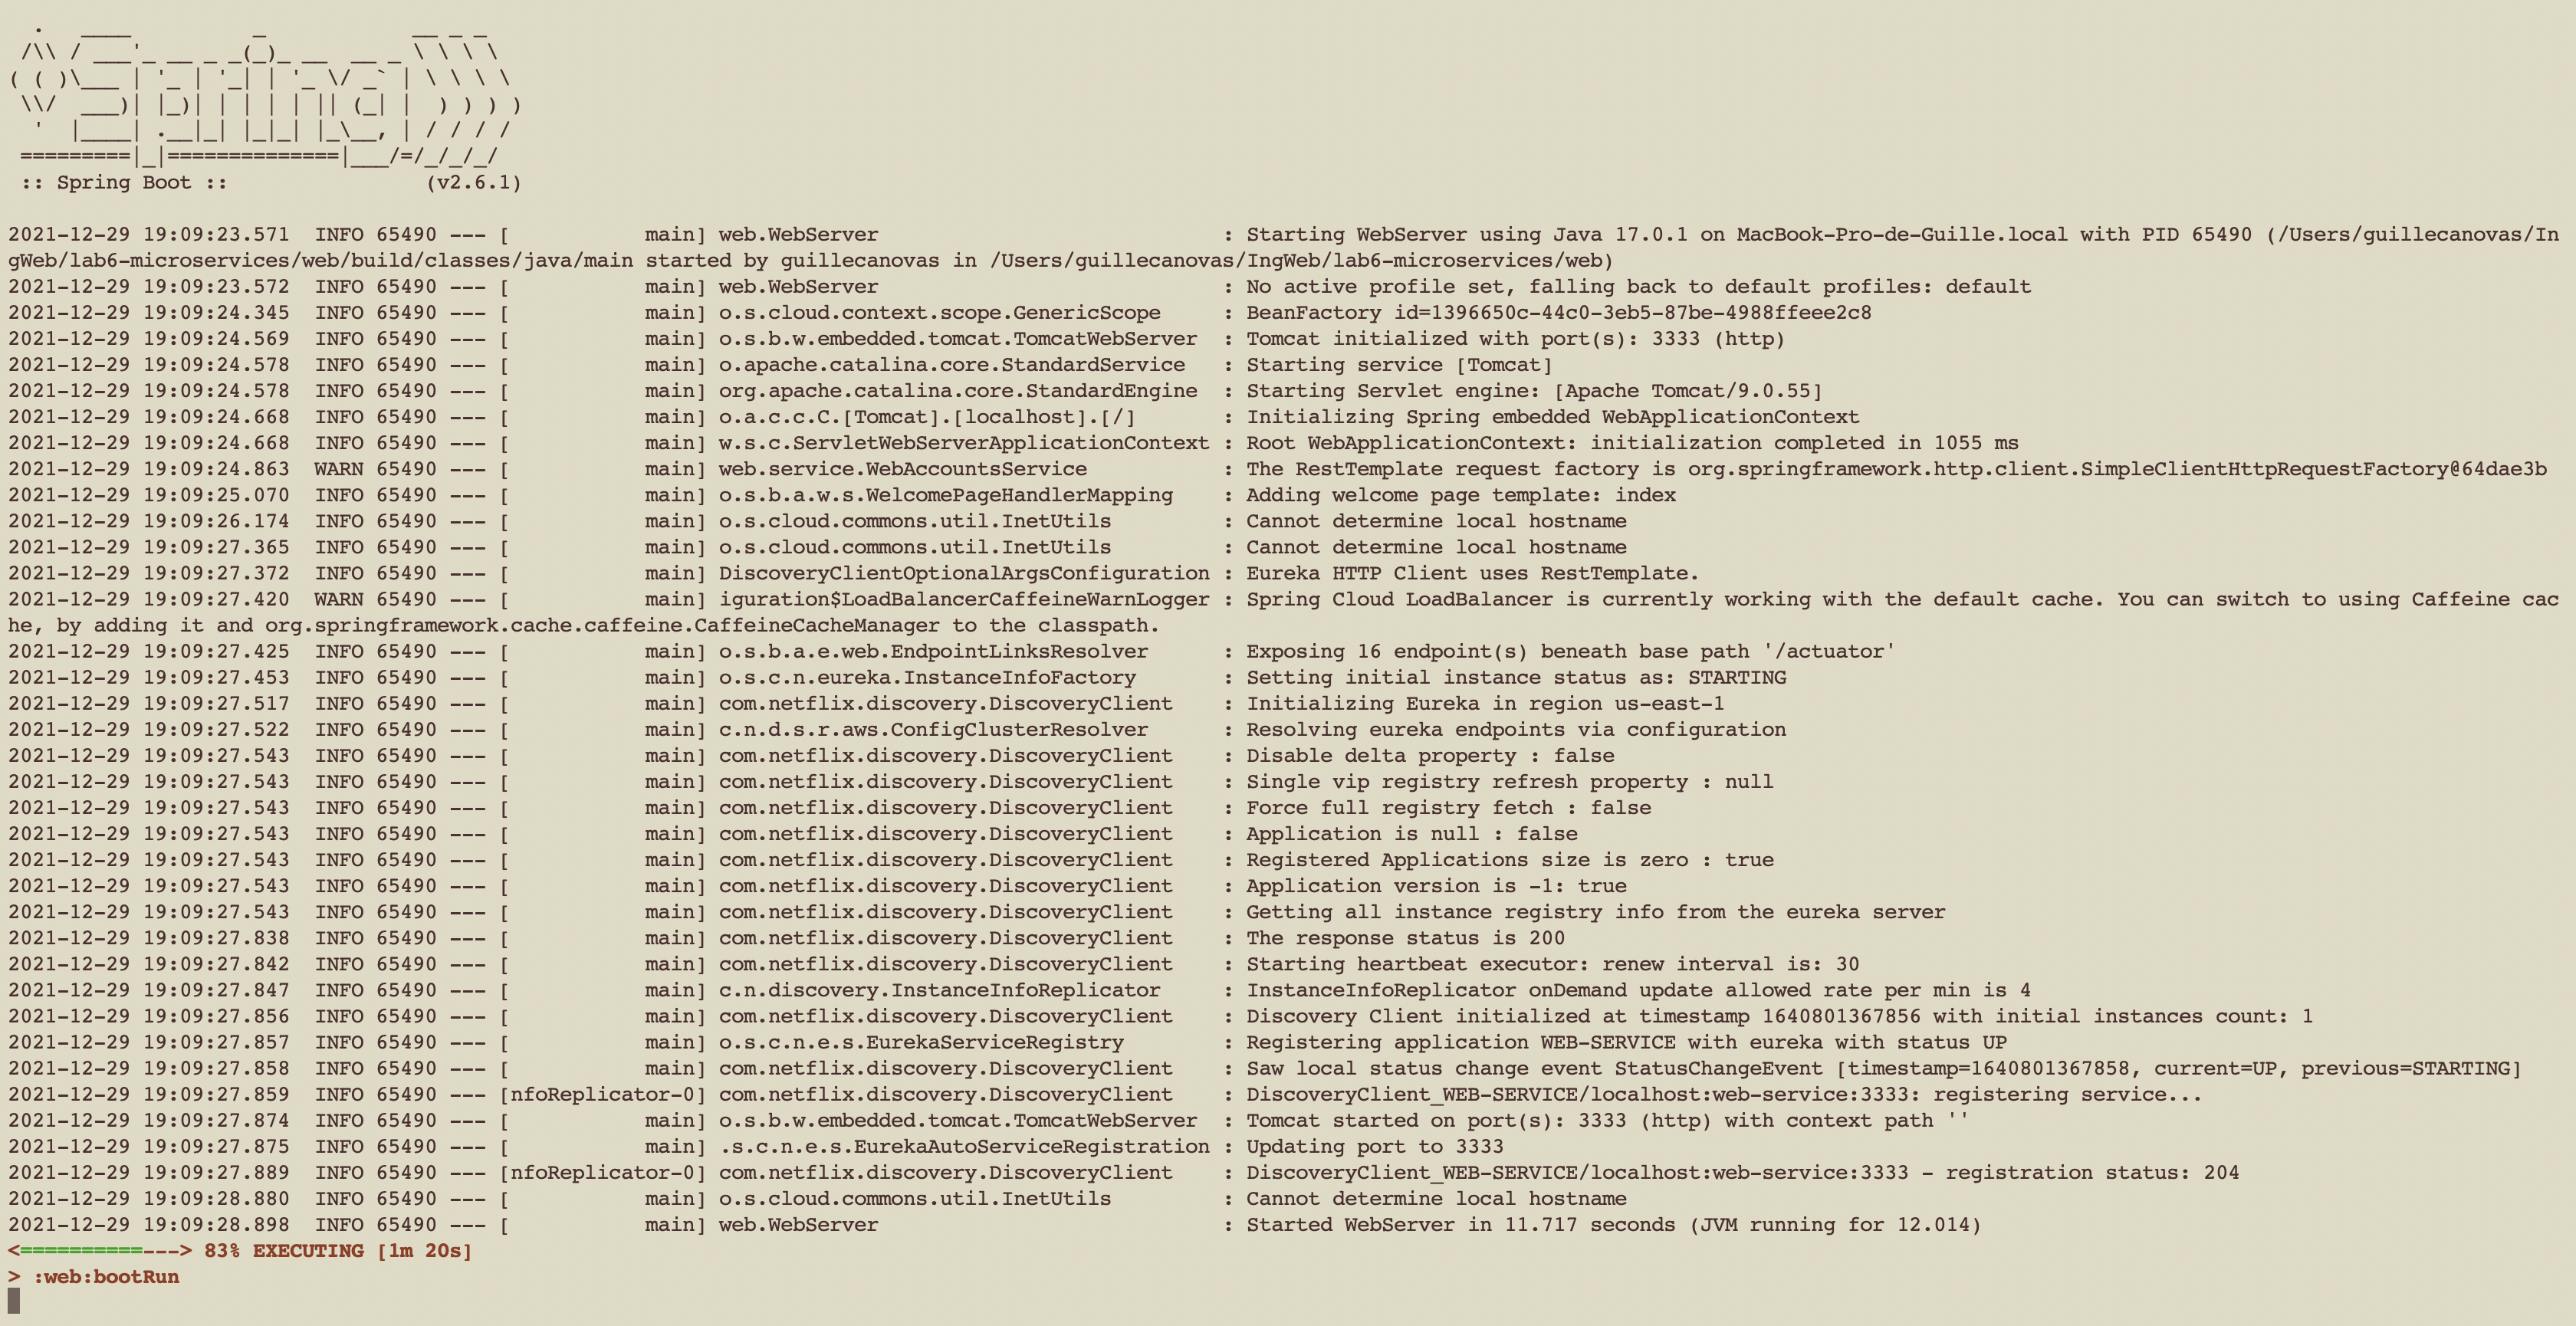 .   ____          _            __ _ _
 /\\ / ___'_ __ _ _(_)_ __  __ _ \ \ \ \
( ( )\___ | '_ | '_| | '_ \/ _` | \ \ \ \
 \\/  ___)| |_)| | | | | || (_| |  ) ) ) )
  '  |____| .__|_| |_|_| |_\__, | / / / /
 =========|_|==============|___/=/_/_/_/
 :: Spring Boot ::                (v2.6.1)
2021-12-29 19:09:23.571  INFO 65490 --- [           main] web.WebServer                            : Starting WebServer using Java 17.0.1 on MacBook-Pro-de-Guille.local with PID 65490 (/Users/guillecanovas/In
gWeb/lab6-microservices/web/build/classes/java/main started by guillecanovas in /Users/guillecanovas/IngWeb/lab6-microservices/web)
2021-12-29 19:09:23.572  INFO 65490 --- [           main] web.WebServer                            : No active profile set, falling back to default profiles: default
2021-12-29 19:09:24.345  INFO 65490 --- [           main] o.s.cloud.context.scope.GenericScope     : BeanFactory id=1396650c-44c0-3eb5-87be-4988ffeee2c8
2021-12-29 19:09:24.569  INFO 65490 --- [           main] o.s.b.w.embedded.tomcat.TomcatWebServer  : Tomcat initialized with port(s): 3333 (http)
2021-12-29 19:09:24.578  INFO 65490 --- [           main] o.apache.catalina.core.StandardService   : Starting service [Tomcat]
2021-12-29 19:09:24.578  INFO 65490 --- [           main] org.apache.catalina.core.StandardEngine  : Starting Servlet engine: [Apache Tomcat/9.0.55]
2021-12-29 19:09:24.668  INFO 65490 --- [           main] o.a.c.c.C.[Tomcat].[localhost].[/]       : Initializing Spring embedded WebApplicationContext
2021-12-29 19:09:24.668  INFO 65490 --- [           main] w.s.c.ServletWebServerApplicationContext : Root WebApplicationContext: initialization completed in 1055 ms
2021-12-29 19:09:24.863  WARN 65490 --- [           main] web.service.WebAccountsService           : The RestTemplate request factory is org.springframework.http.client.SimpleClientHttpRequestFactory@64dae3b
2021-12-29 19:09:25.070  INFO 65490 --- [           main] o.s.b.a.w.s.WelcomePageHandlerMapping    : Adding welcome page template: index
2021-12-29 19:09:26.174  INFO 65490 --- [           main] o.s.cloud.commons.util.InetUtils         : Cannot determine local hostname
2021-12-29 19:09:27.365  INFO 65490 --- [           main] o.s.cloud.commons.util.InetUtils         : Cannot determine local hostname
2021-12-29 19:09:27.372  INFO 65490 --- [           main] DiscoveryClientOptionalArgsConfiguration : Eureka HTTP Client uses RestTemplate.
2021-12-29 19:09:27.420  WARN 65490 --- [           main] iguration$LoadBalancerCaffeineWarnLogger : Spring Cloud LoadBalancer is currently working with the default cache. You can switch to using Caffeine cac
he, by adding it and org.springframework.cache.caffeine.CaffeineCacheManager to the classpath.
2021-12-29 19:09:27.425  INFO 65490 --- [           main] o.s.b.a.e.web.EndpointLinksResolver      : Exposing 16 endpoint(s) beneath base path '/actuator'
2021-12-29 19:09:27.453  INFO 65490 --- [           main] o.s.c.n.eureka.InstanceInfoFactory       : Setting initial instance status as: STARTING
2021-12-29 19:09:27.517  INFO 65490 --- [           main] com.netflix.discovery.DiscoveryClient    : Initializing Eureka in region us-east-1
2021-12-29 19:09:27.522  INFO 65490 --- [           main] c.n.d.s.r.aws.ConfigClusterResolver      : Resolving eureka endpoints via configuration
2021-12-29 19:09:27.543  INFO 65490 --- [           main] com.netflix.discovery.DiscoveryClient    : Disable delta property : false
2021-12-29 19:09:27.543  INFO 65490 --- [           main] com.netflix.discovery.DiscoveryClient    : Single vip registry refresh property : null
2021-12-29 19:09:27.543  INFO 65490 --- [           main] com.netflix.discovery.DiscoveryClient    : Force full registry fetch : false
2021-12-29 19:09:27.543  INFO 65490 --- [           main] com.netflix.discovery.DiscoveryClient    : Application is null : false
2021-12-29 19:09:27.543  INFO 65490 --- [           main] com.netflix.discovery.DiscoveryClient    : Registered Applications size is zero : true
2021-12-29 19:09:27.543  INFO 65490 --- [           main] com.netflix.discovery.DiscoveryClient    : Application version is -1: true
2021-12-29 19:09:27.543  INFO 65490 --- [           main] com.netflix.discovery.DiscoveryClient    : Getting all instance registry info from the eureka server
2021-12-29 19:09:27.838  INFO 65490 --- [           main] com.netflix.discovery.DiscoveryClient    : The response status is 200
2021-12-29 19:09:27.842  INFO 65490 --- [           main] com.netflix.discovery.DiscoveryClient    : Starting heartbeat executor: renew interval is: 30
2021-12-29 19:09:27.847  INFO 65490 --- [           main] c.n.discovery.InstanceInfoReplicator     : InstanceInfoReplicator onDemand update allowed rate per min is 4
2021-12-29 19:09:27.856  INFO 65490 --- [           main] com.netflix.discovery.DiscoveryClient    : Discovery Client initialized at timestamp 1640801367856 with initial instances count: 1
2021-12-29 19:09:27.857  INFO 65490 --- [           main] o.s.c.n.e.s.EurekaServiceRegistry        : Registering application WEB-SERVICE with eureka with status UP
2021-12-29 19:09:27.858  INFO 65490 --- [           main] com.netflix.discovery.DiscoveryClient    : Saw local status change event StatusChangeEvent [timestamp=1640801367858, current=UP, previous=STARTING]
2021-12-29 19:09:27.859  INFO 65490 --- [nfoReplicator-0] com.netflix.discovery.DiscoveryClient    : DiscoveryClient_WEB-SERVICE/localhost:web-service:3333: registering service...
2021-12-29 19:09:27.874  INFO 65490 --- [           main] o.s.b.w.embedded.tomcat.TomcatWebServer  : Tomcat started on port(s): 3333 (http) with context path ''
2021-12-29 19:09:27.875  INFO 65490 --- [           main] .s.c.n.e.s.EurekaAutoServiceRegistration : Updating port to 3333
2021-12-29 19:09:27.889  INFO 65490 --- [nfoReplicator-0] com.netflix.discovery.DiscoveryClient    : DiscoveryClient_WEB-SERVICE/localhost:web-service:3333 - registration status: 204
2021-12-29 19:09:28.880  INFO 65490 --- [           main] o.s.cloud.commons.util.InetUtils         : Cannot determine local hostname
2021-12-29 19:09:28.898  INFO 65490 --- [           main] web.WebServer                            : Started WebServer in 11.717 seconds (JVM running for 12.014)
<==========---> 83% EXECUTING [1m 20s]
> :web:bootRun